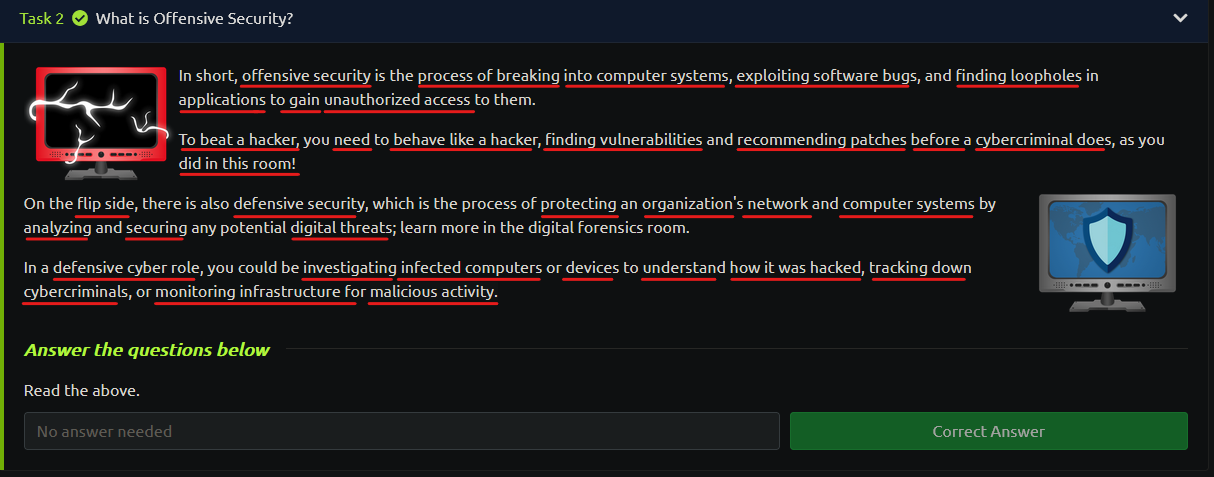 Task 2 What is Offensive Security?
In short, offensive security is the process of breaking into computer systems, exploiting software bugs, and finding loopholes in
applications to gain unauthorized access to them.
To beat a hacker, you need to behave like a hacker, finding vulnerabilities and recommending patches before a cybercriminal does, as you
did in this room!
On the flip side, there is also defensive security, which is the process of protecting an organization's network and computer systems by
analyzing and securing any potential digital threats; learn more in the digital forensics room.
In a defensive cyber role, you could be investigating infected computers or devices to understand how it was hacked, tracking down
cybercriminals, or monitoring infrastructure for malicious activity.
Answer the questions below
Read the above.
No answer needed
Correct Answer